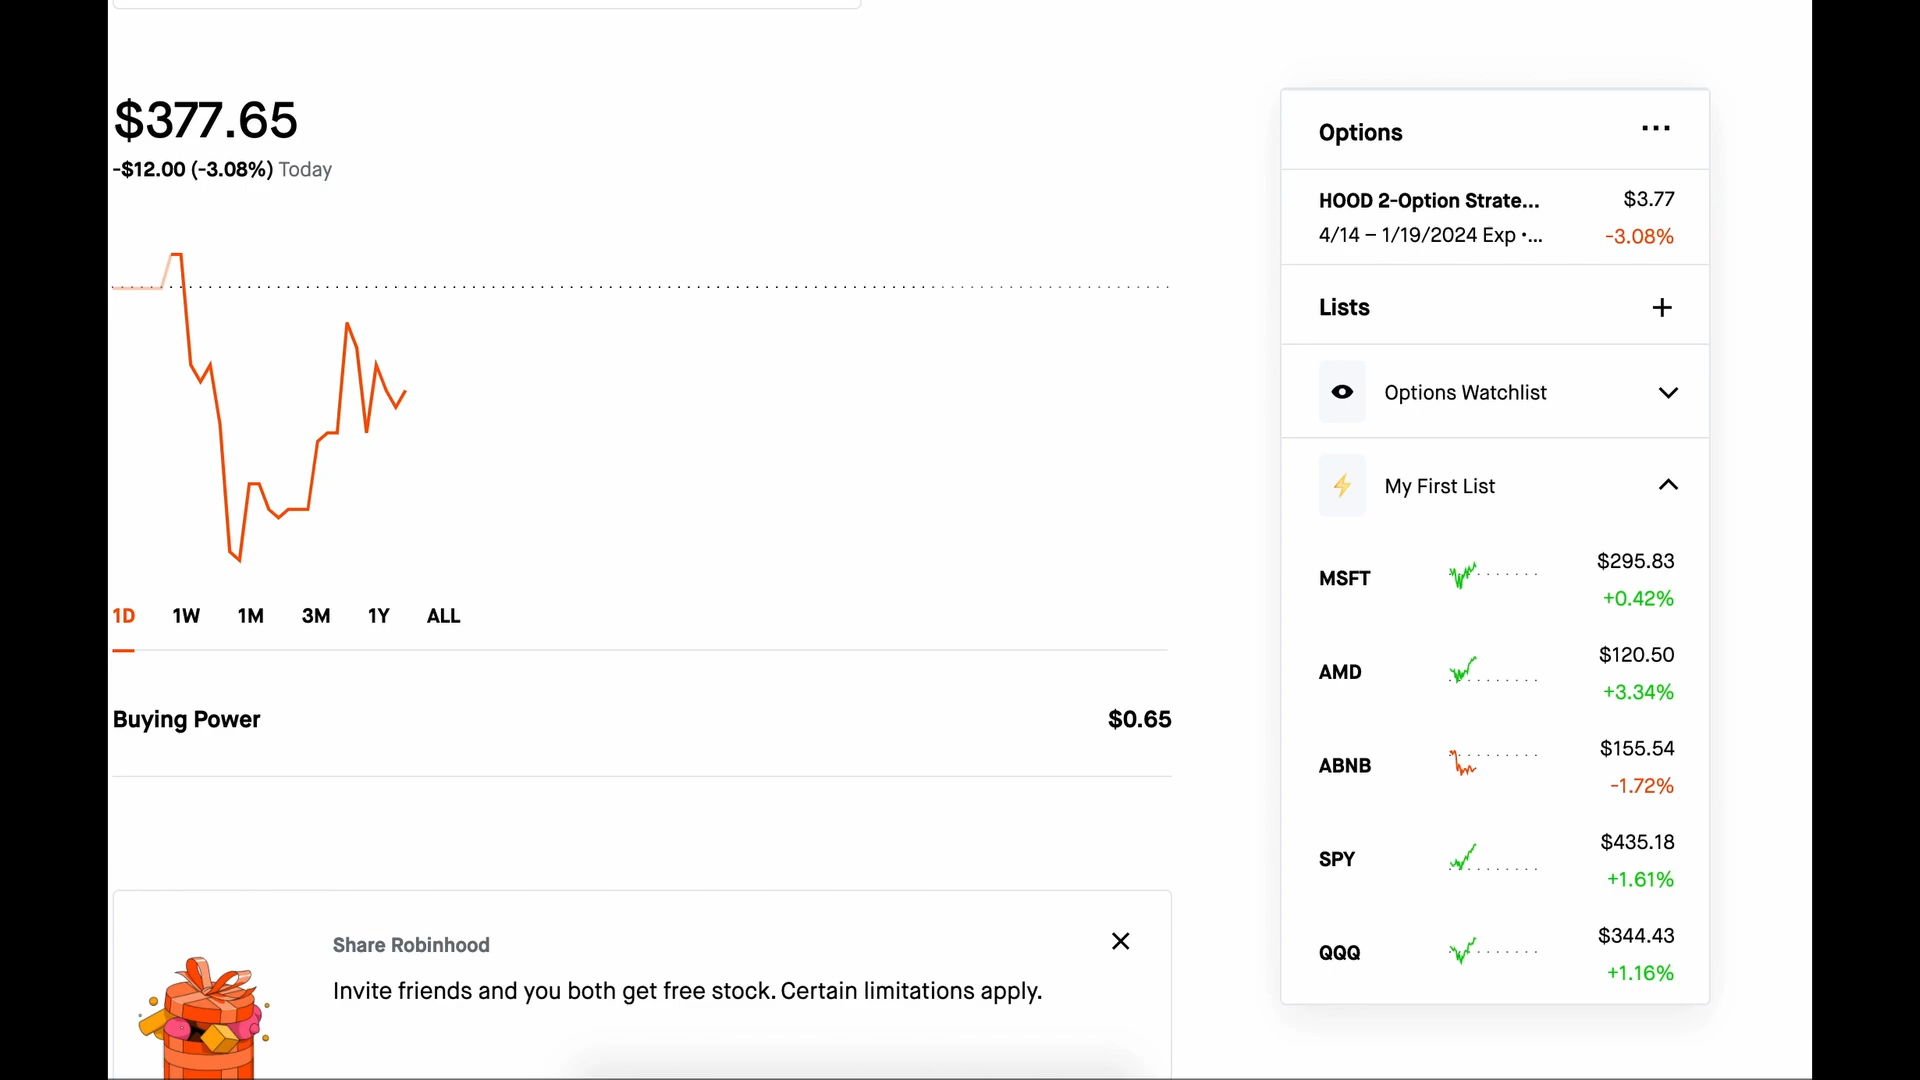 $377.65
-$12.00 (-3.08%) Today
1D 1W 1M 3M 1Y ALL
Buying Power $0.65
Share Robinhood
Invite friends and you both get free stock. Certain limitations apply.
Options
HOOD 2-Option Strate... $3.77
4/14 – 1/19/2024 Exp •... -3.08%
Lists
Options Watchlist
My First List
MSFT $295.83
+0.42%
AMD $120.50
+3.34%
ABNB $155.54
-1.72%
SPY $435.18
+1.61%
QQQ $344.43
+1.16%